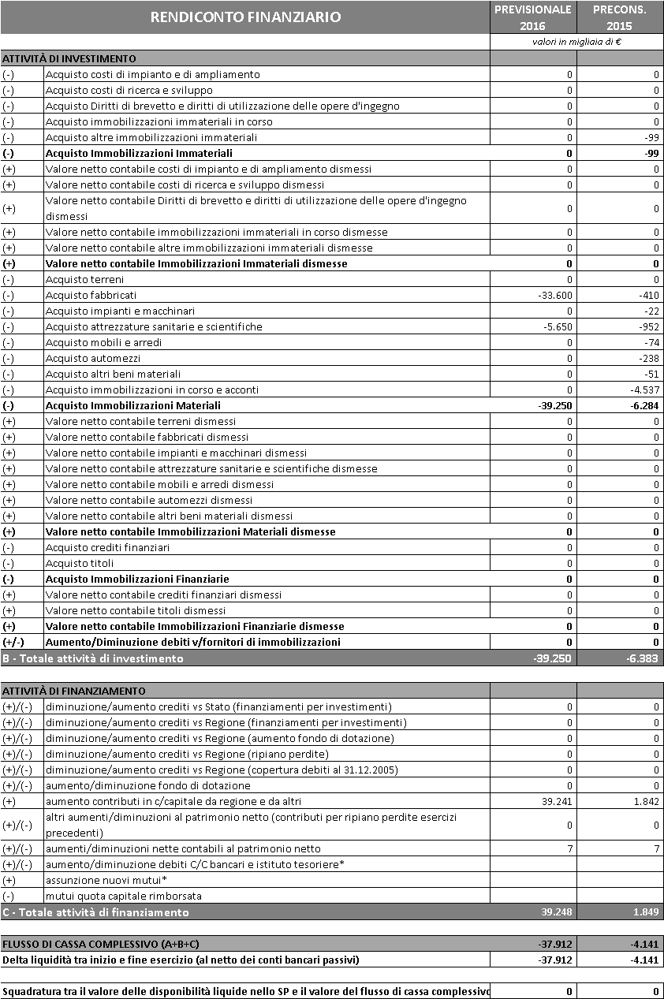 RENDICONTO FINANZIARIO PREVISIONALE 2016 PRECONS. 2015
valori in migliaia di €
ATTIVITÀ DI INVESTIMENTO
(-) Acquisto costi di impianto e di ampliamento 0 0
(-) Acquisto costi di ricerca e sviluppo 0 0
(-) Acquisto Diritti di brevetto e diritti di utilizzazione delle opere d'ingegno 0 0
(-) Acquisto immobilizzazioni immateriali in corso 0 0
(-) Acquisto altre immobilizzazioni immateriali 0 -99
(-) Acquisto Immobilizzazioni Immateriali 0 -99
(+) Valore netto contabile costi di impianto e di ampliamento dismessi 0 0
(+) Valore netto contabile costi di ricerca e sviluppo dismessi 0 0
(+) Valore netto contabile Diritti di brevetto e diritti di utilizzazione delle opere d'ingegno
dismessi 0 0
(+) Valore netto contabile immobilizzazioni immateriali in corso dismesse 0 0
(+) Valore netto contabile altre immobilizzazioni immateriali dismesse 0 0
(+) Valore netto contabile Immobilizzazioni Immateriali dismesse 0 0
(-) Acquisto terreni 0 0
(-) Acquisto fabbricati -33.600 -410
(-) Acquisto impianti e macchinari 0 -22
(-) Acquisto attrezzature sanitarie e scientifiche -5.650 -952
(-) Acquisto mobili e arredi 0 -74
(-) Acquisto automezzi 0 -238
(-) Acquisto altri beni materiali 0 -51
(-) Acquisto immobilizzazioni in corso e acconti 0 -4.537
(-) Acquisto Immobilizzazioni Materiali -39.250 -6.284
(+) Valore netto contabile terreni dismessi 0 0
(+) Valore netto contabile fabbricati dismessi 0 0
(+) Valore netto contabile impianti e macchinari dismessi 0 0
(+) Valore netto contabile attrezzature sanitarie e scientifiche dismesse 0 0
(+) Valore netto contabile mobili e arredi dismessi 0 0
(+) Valore netto contabile automezzi dismessi 0 0
(+) Valore netto contabile altri beni materiali dismessi 0 0
(+) Valore netto contabile Immobilizzazioni Materiali dismesse 0 0
(-) Acquisto crediti finanziari 0 0
(-) Acquisto titoli 0 0
(-) Acquisto Immobilizzazioni Finanziarie 0 0
(+) Valore netto contabile crediti finanziari dismessi 0 0
(+) Valore netto contabile titoli dismessi 0 0
(+) Valore netto contabile Immobilizzazioni Finanziarie dismesse 0 0
(+/-) Aumento/Diminuzione debiti v/fornitori di immobilizzazioni 0 0
B - Totale attività di investimento -39.250 -6.383
ATTIVITÀ DI FINANZIAMENTO
(+)/(-) diminuzione/aumento crediti vs Stato (finanziamenti per investimenti) 0 0
(+)/(-) diminuzione/aumento crediti vs Regione (finanziamenti per investimenti) 0 0
(+)/(-) diminuzione/aumento crediti vs Regione (aumento fondo di dotazione) 0 0
(+)/(-) diminuzione/aumento crediti vs Regione (ripiano perdite) 0 0
(+)/(-) diminuzione/aumento crediti vs Regione (copertura debiti al 31.12.2005) 0 0
(+)/(-) aumento/diminuzione fondo di dotazione 0 0
(+) aumento contributi in c/capitale da regione e da altri 39.241 1.842
(+)/(-) altri aumenti/diminuzioni al patrimonio netto (contributi per ripiano perdite esercizi
precedenti) 0 0
(+)/(-) aumenti/diminuzioni nette contabili al patrimonio netto 7 7
(+)/(-) aumento/diminuzione debiti C/C bancari e istituto tesoriere*
(+) assunzione nuovi mutui*
(-) mutui quota capitale rimborsata
C - Totale attività di finanziamento 39.248 1.849
FLUSSO DI CASSA COMPLESSIVO (A+B+C) -37.912 -4.141
Delta liquidità tra inizio e fine esercizio (al netto dei conti bancari passivi) -37.912 -4.141
Squadratura tra il valore delle disponibilità liquide nello SP e il valore del flusso di cassa complessivo 0 0